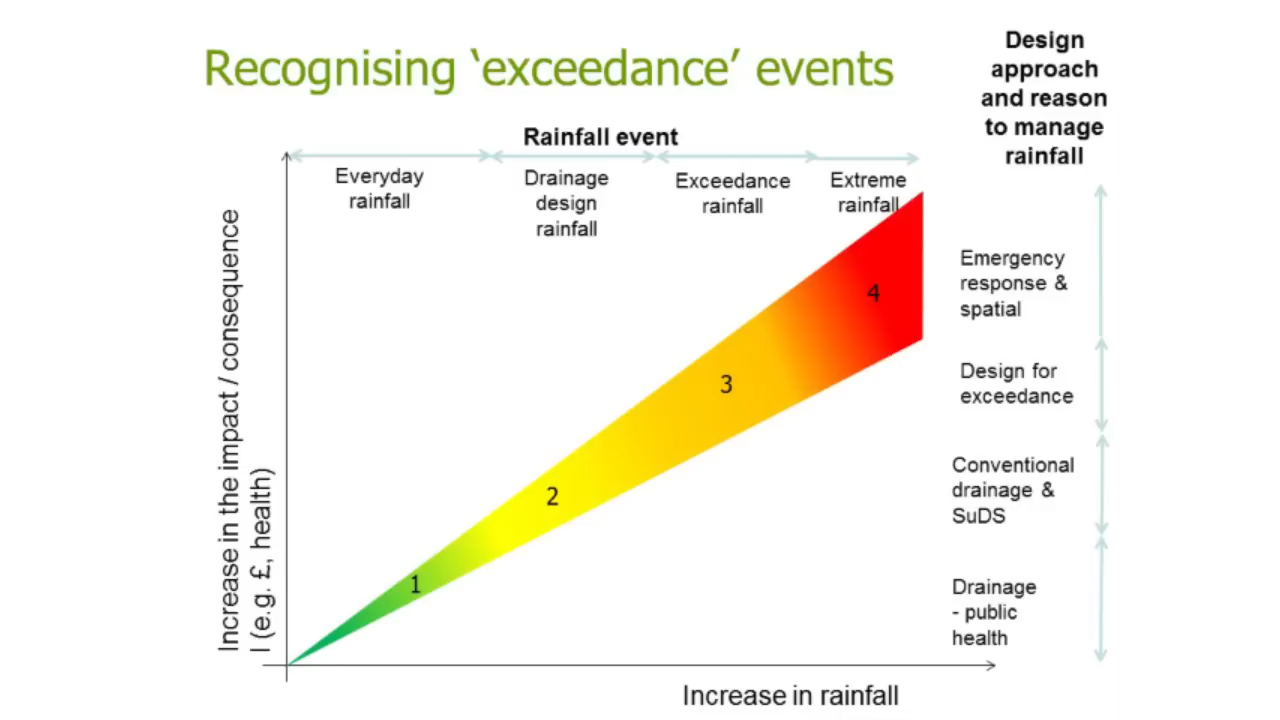 Recognising ‘exceedance’ events
Design
approach
and reason
to manage
rainfall
Rainfall event
Everyday
rainfall
Drainage
design
rainfall
Exceedance
rainfall
Extreme
rainfall
Increase in the impact / consequence
I (e.g. £, health)
4
3
2
1
Emergency
response &
spatial
Design for
exceedance
Conventional
drainage &
SuDS
Drainage
- public
health
Increase in rainfall